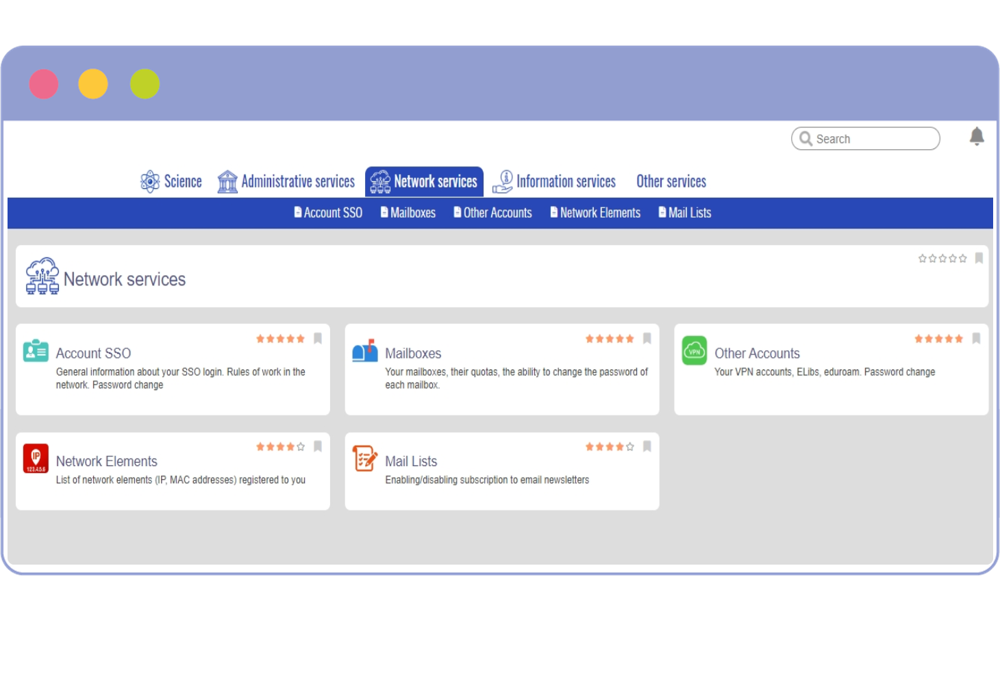 Search
Science Administrative services Network services Information services Other services
Account SSO Mailboxes Other Accounts Network Elements Mail Lists
Network services
Account SSO
General information about your SSO login. Rules of work in the
network. Password change
Mailboxes
Your mailboxes, their quotas, the ability to change the password of
each mailbox.
VPN
Other Accounts
Your VPN accounts, ELibs, eduroam. Password change
IP
123.4.5.6
Network Elements
List of network elements (IP, MAC addresses) registered to you
Mail Lists
Enabling/disabling subscription to email newsletters